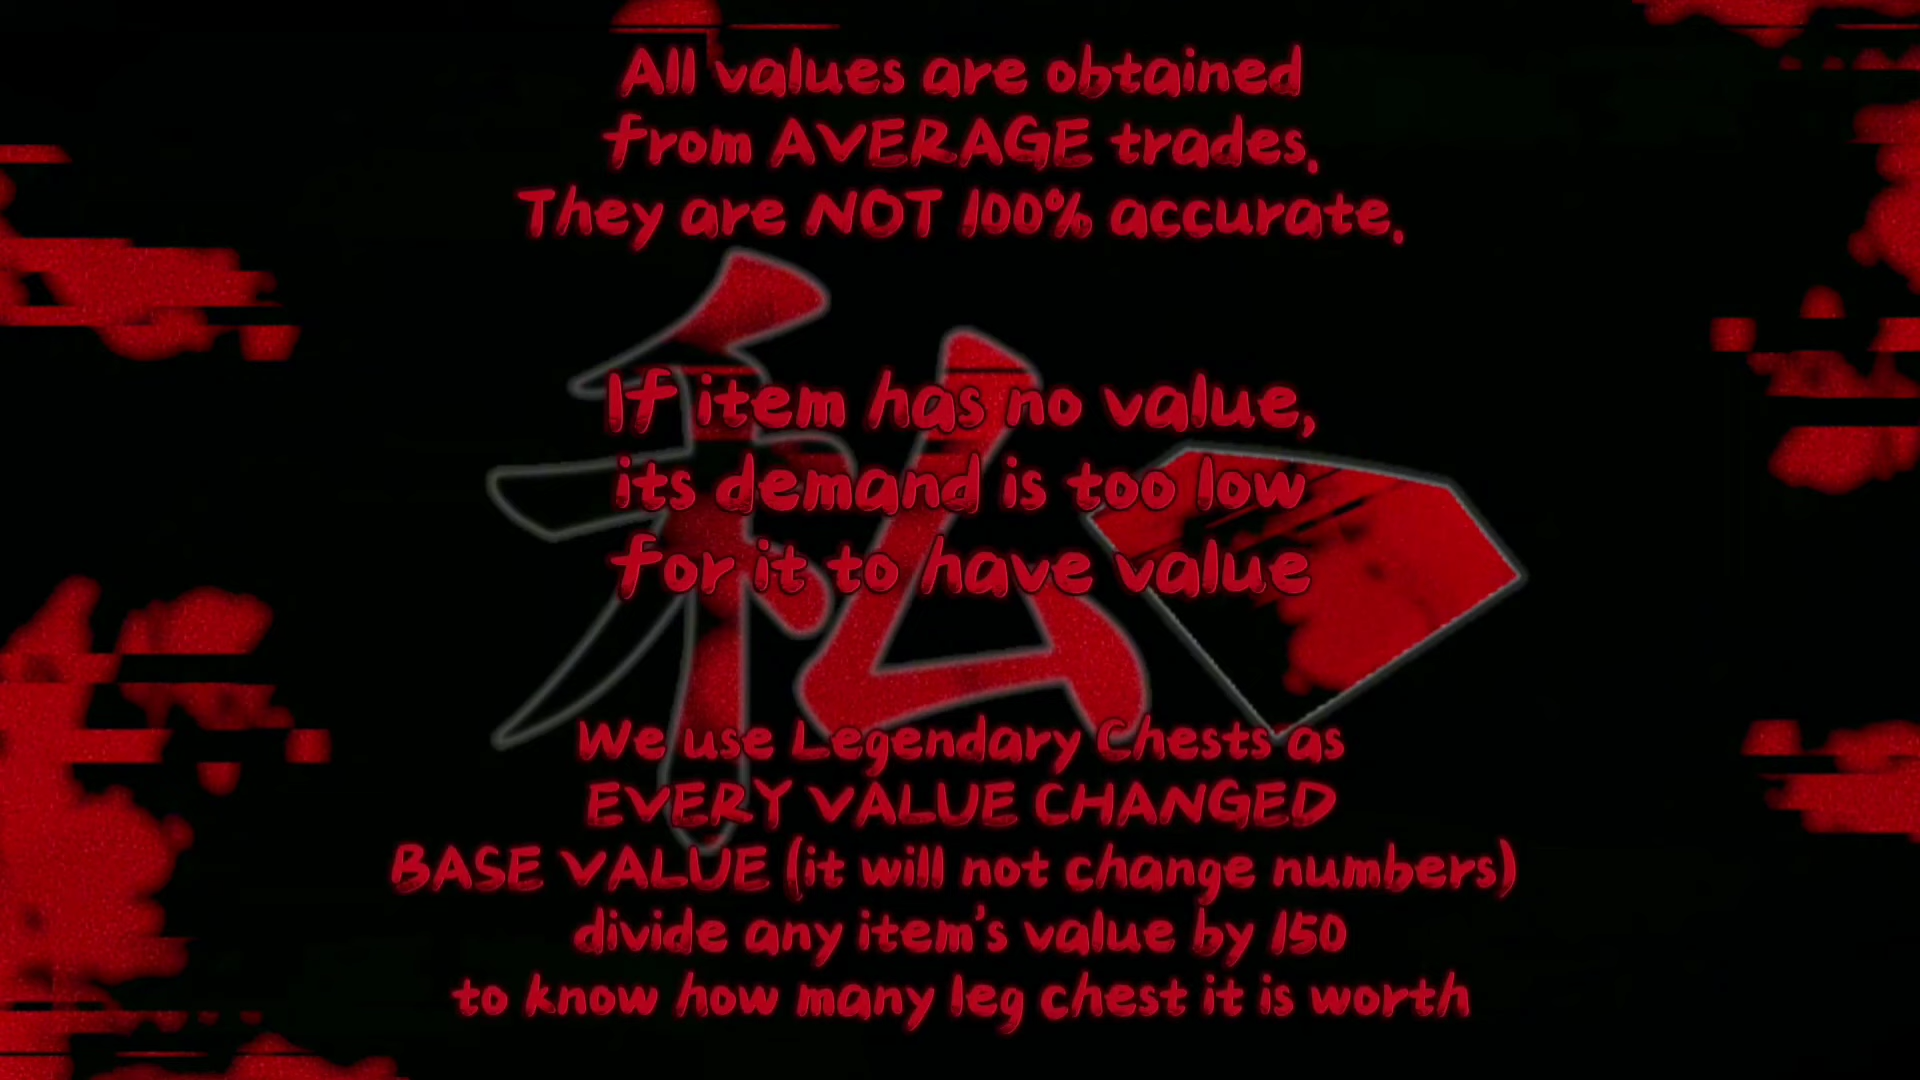 All values are obtained
from AVERAGE trades.
They are NOT 100% accurate.
私
If item has no value,
its demand is too low
for it to have value
We use Legendary Chests as
EVERY VALUE CHANGED
BASE VALUE (it will not change numbers)
divide any item's value by 150
to know how many leg chest it is worth